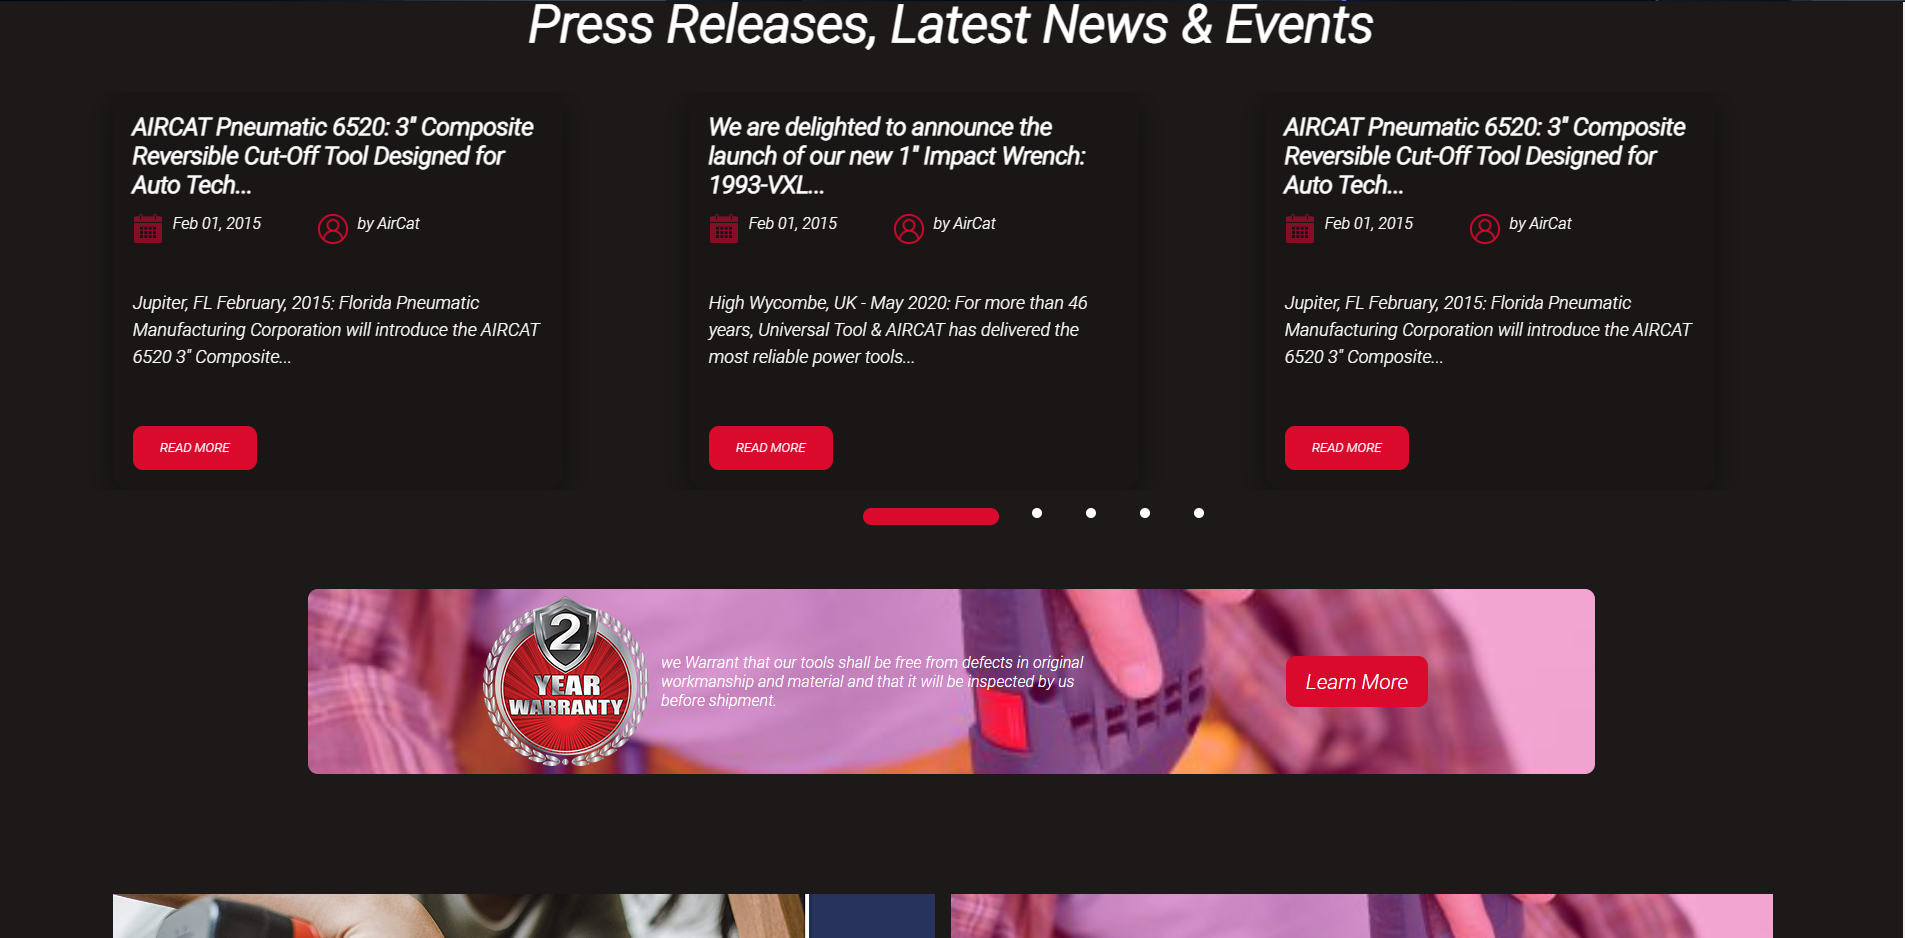 Press Releases, Latest News & Events
AIRCAT Pneumatic 6520: 3" Composite
Reversible Cut-Off Tool Designed for
Auto Tech...
Feb 01, 2015
by AirCat
Jupiter, FL February, 2015: Florida Pneumatic
Manufacturing Corporation will introduce the AIRCAT
6520 3" Composite...
READ MORE
We are delighted to announce the
launch of our new 1" Impact Wrench:
1993-VXL...
Feb 01, 2015
by AirCat
High Wycombe, UK - May 2020: For more than 46
years, Universal Tool & AIRCAT has delivered the
most reliable power tools...
READ MORE
AIRCAT Pneumatic 6520: 3" Composite
Reversible Cut-Off Tool Designed for
Auto Tech...
Feb 01, 2015
by AirCat
Jupiter, FL February, 2015: Florida Pneumatic
Manufacturing Corporation will introduce the AIRCAT
6520 3" Composite...
READ MORE
2
YEAR
WARRANTY
we Warrant that our tools shall be free from defects in original
workmanship and material and that it will be inspected by us
before shipment.
Learn More